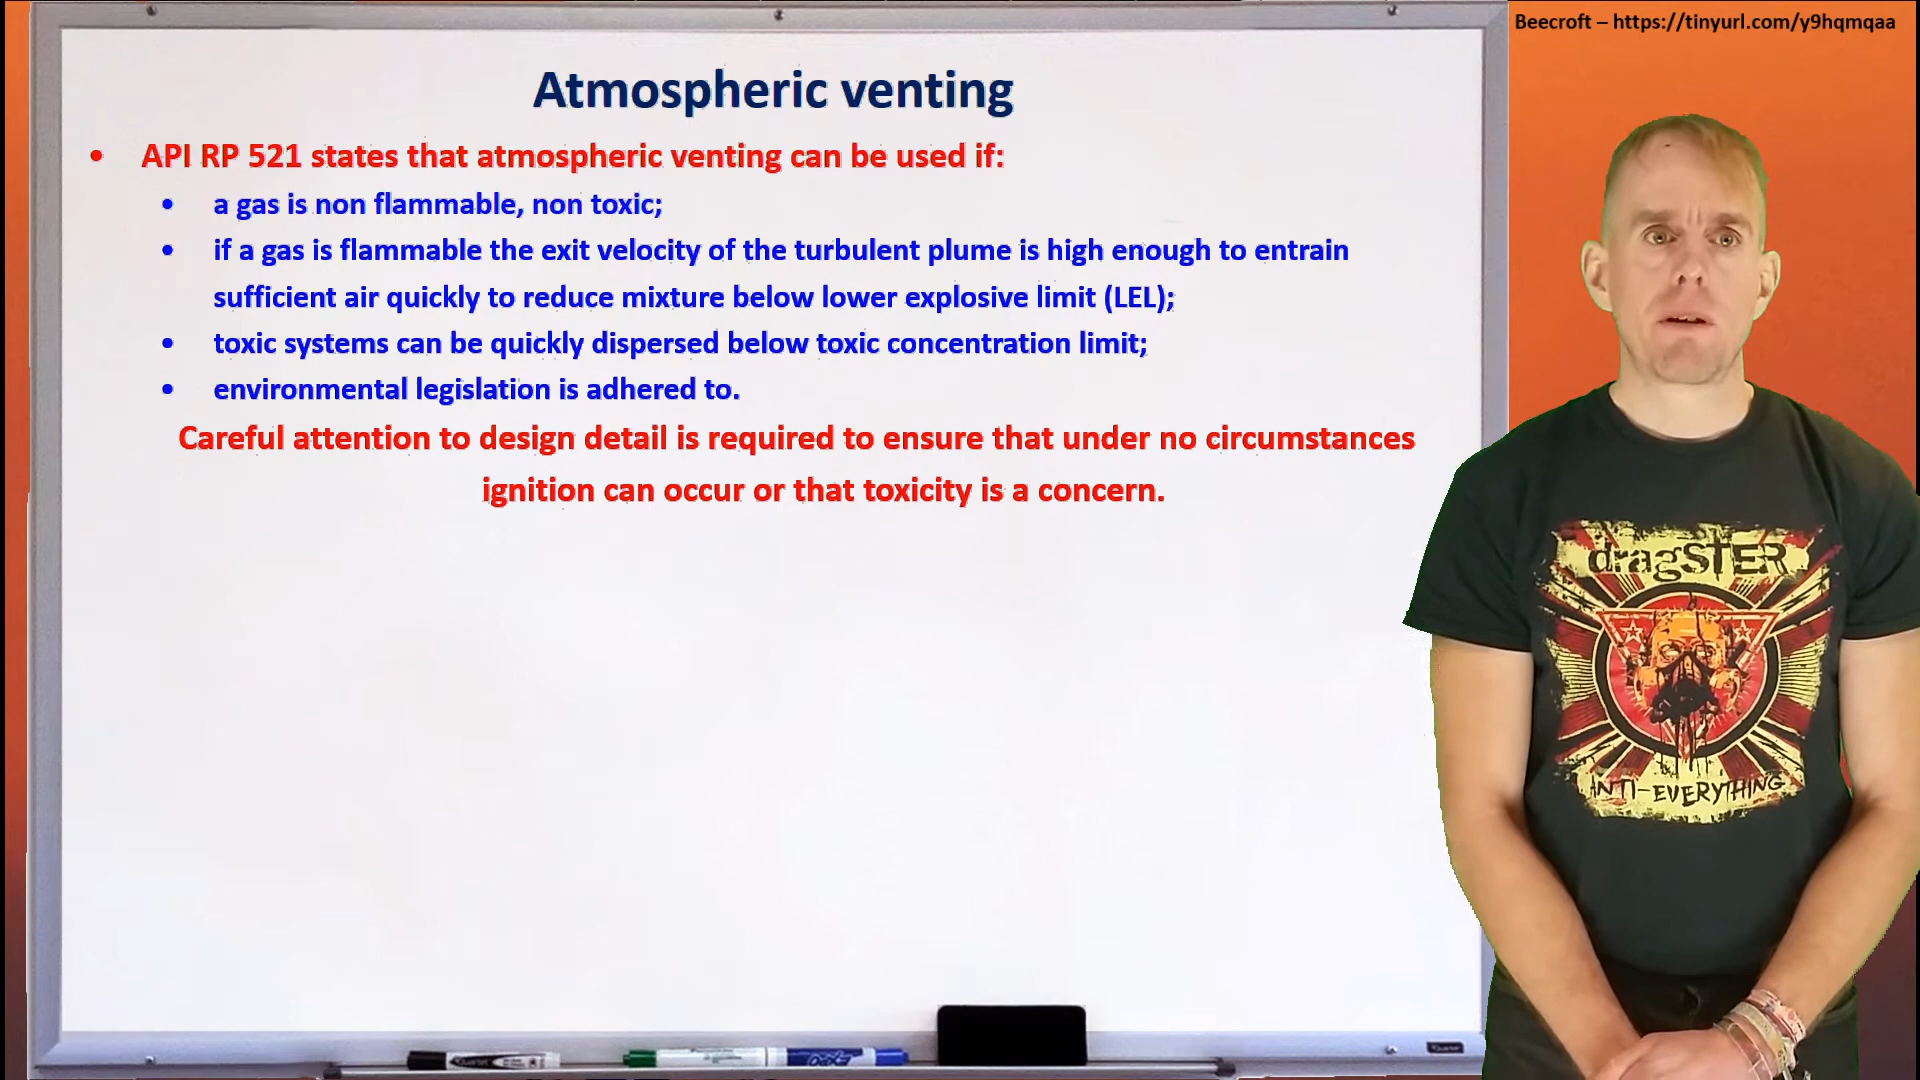 Beecroft – https://tinyurl.com/y9hqmqaa
Atmospheric venting
• API RP 521 states that atmospheric venting can be used if:
• a gas is non flammable, non toxic;
• if a gas is flammable the exit velocity of the turbulent plume is high enough to entrain
sufficient air quickly to reduce mixture below lower explosive limit (LEL);
• toxic systems can be quickly dispersed below toxic concentration limit;
• environmental legislation is adhered to.
Careful attention to design detail is required to ensure that under no circumstances
ignition can occur or that toxicity is a concern.
dragSTER
ANTI-EVERYTHING